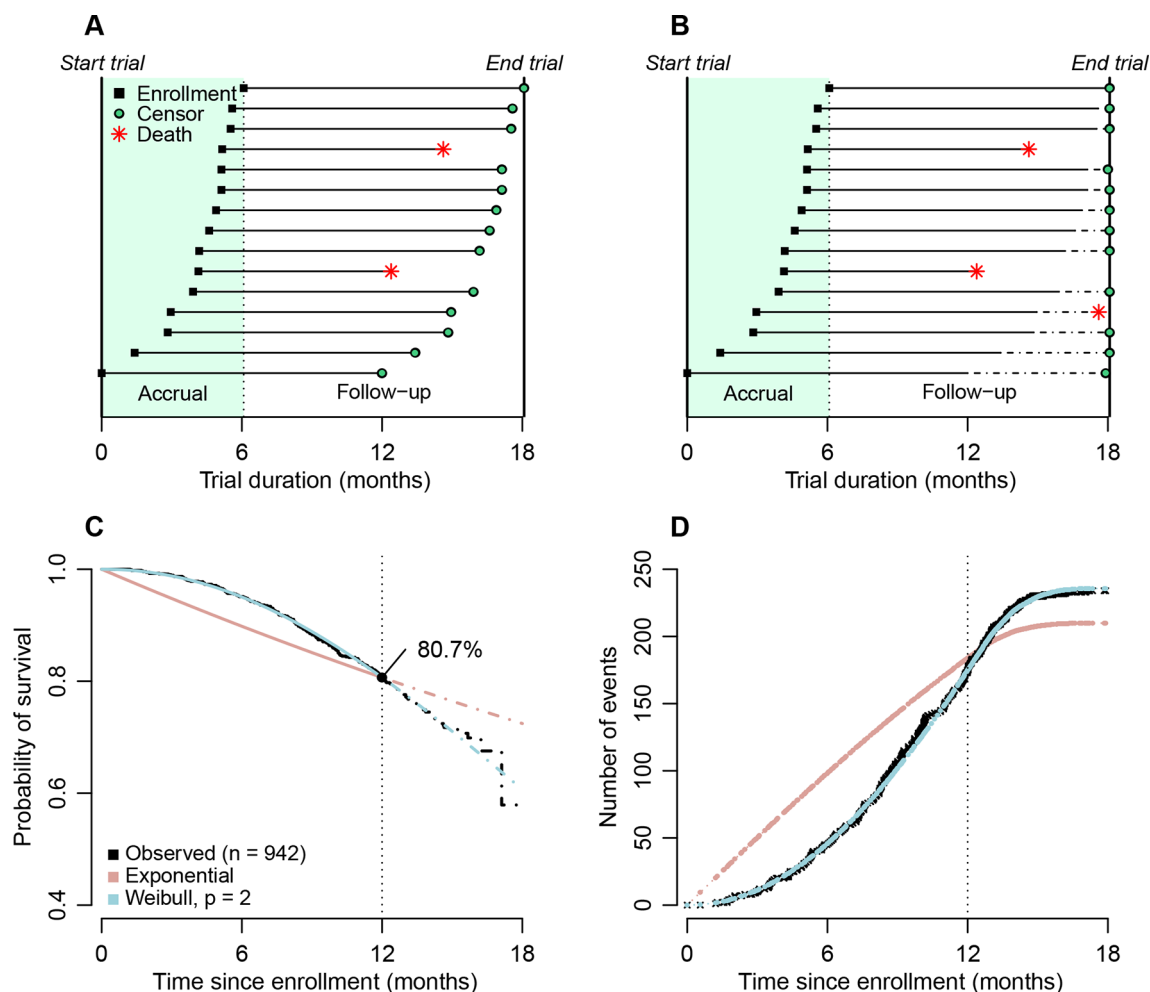 A
Start trial
End trial
Enrollment
Censor
Death
Accrual
Follow−up
0
6
12
18
Trial duration (months)
B
Start trial
End trial
Accrual
Follow−up
0
6
12
18
Trial duration (months)
C
Probability of survival
1.0
0.8
0.6
0.4
80.7%
Observed (n = 942)
Exponential
Weibull, p = 2
0
6
12
18
Time since enrollment (months)
D
Number of events
250
200
150
100
50
0
0
6
12
18
Time since enrollment (months)